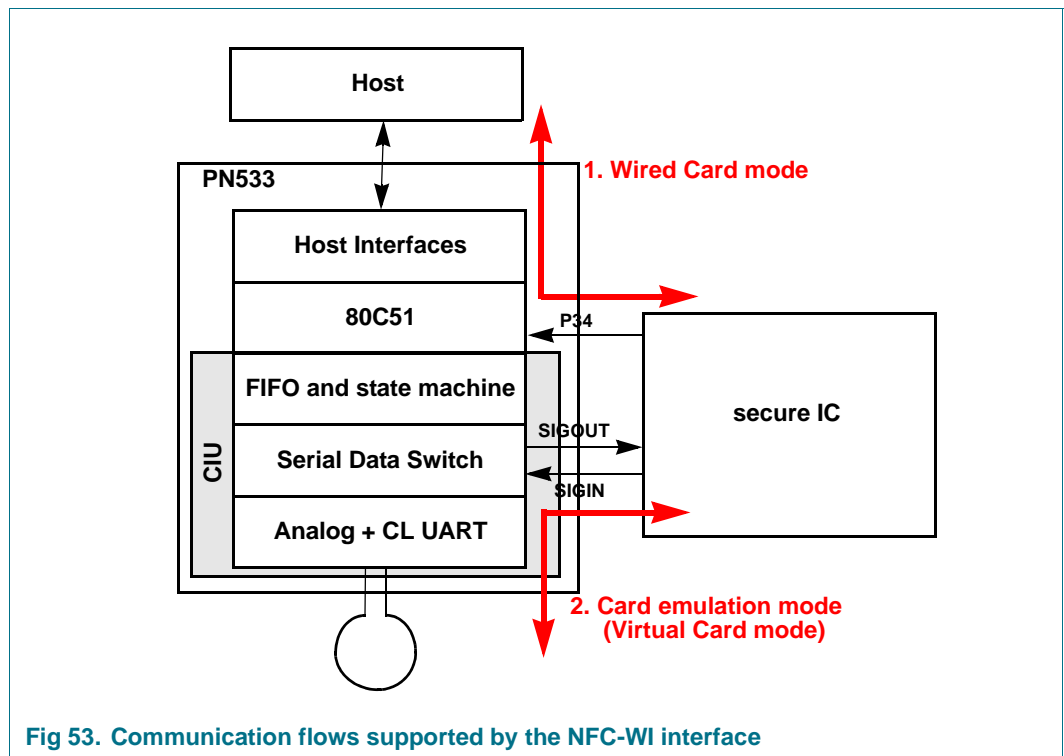 Host
1. Wired Card mode
PN533
Host Interfaces
80C51
P34
FIFO and state machine
secure IC
SIGOUT
CIU
Serial Data Switch
SIGIN
Analog + CL UART
2. Card emulation mode
(Virtual Card mode)
Fig 53. Communication flows supported by the NFC-WI interface